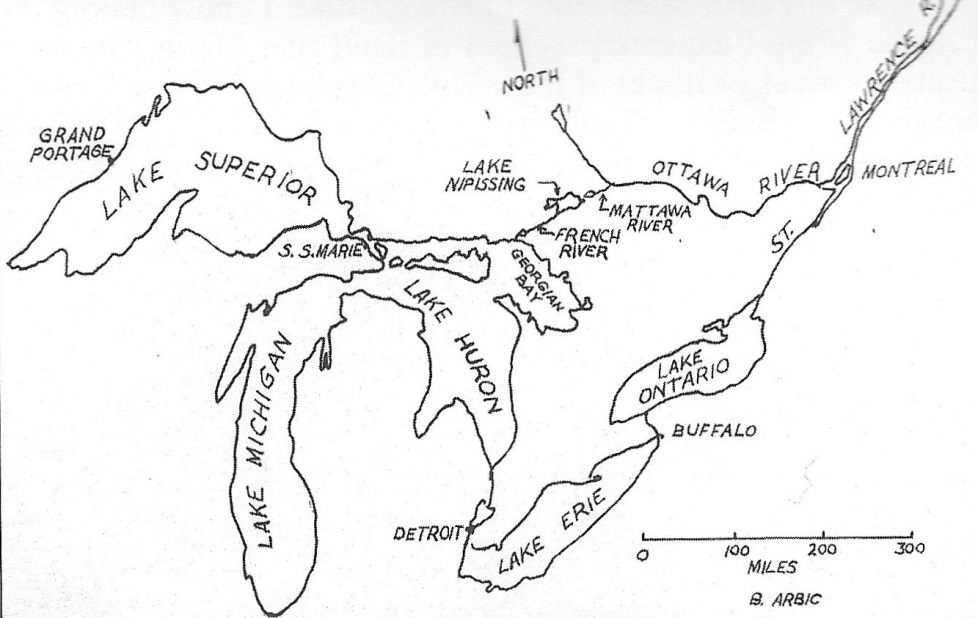 NORTH
ST. LAWRENCE R.
GRAND
PORTAGE
LAKE SUPERIOR
LAKE
NIPISSING
OTTAWA RIVER
MONTREAL
MATTAWA
RIVER
FRENCH
RIVER
S. S. MARIE
GEORGIAN
BAY
LAKE HURON
LAKE MICHIGAN
LAKE
ONTARIO
BUFFALO
DETROIT
LAKE ERIE
0 100 200 300
MILES
B. ARBIC